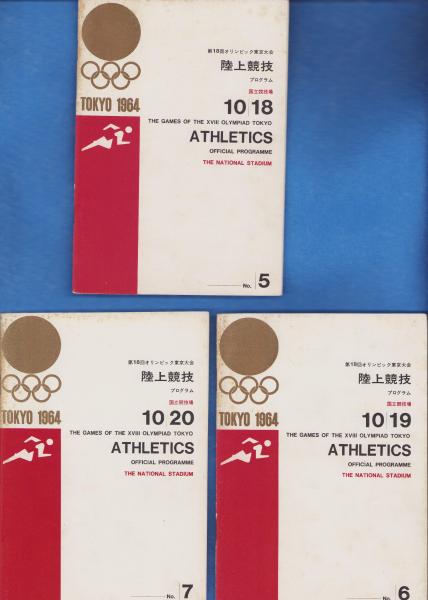 TOKYO 1964
第18回オリンピック東京大会
陸上競技
プログラム
国立競技場
10 18
THE GAMES OF THE XVIII OLYMPIAD TOKYO
ATHLETICS
OFFICIAL PROGRAMME
THE NATIONAL STADIUM
No. 5
TOKYO 1964
第18回オリンピック東京大会
陸上競技
プログラム
国立競技場
10 20
THE GAMES OF THE XVIII OLYMPIAD TOKYO
ATHLETICS
OFFICIAL PROGRAMME
THE NATIONAL STADIUM
No. 7
TOKYO 1964
第18回オリンピック東京大会
陸上競技
プログラム
国立競技場
10 19
THE GAMES OF THE XVIII OLYMPIAD TOKYO
ATHLETICS
OFFICIAL PROGRAMME
THE NATIONAL STADIUM
No. 6